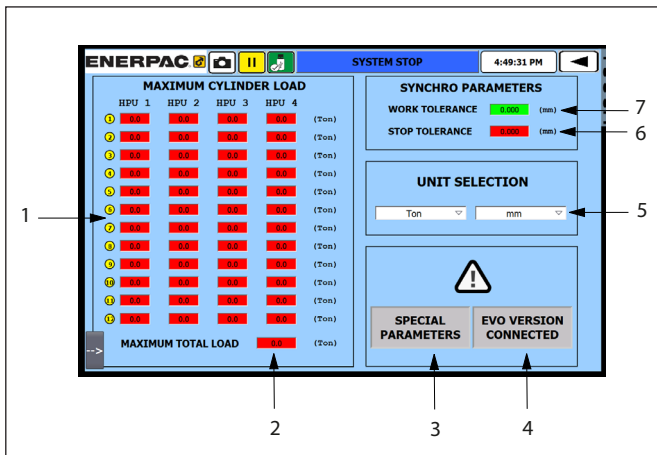 ENERPAC SYSTEM STOP 4:49:31 PM
MAXIMUM CYLINDER LOAD
HPU 1 HPU 2 HPU 3 HPU 4
1 0.0 0.0 0.0 0.0 (Ton)
2 0.0 0.0 0.0 0.0 (Ton)
3 0.0 0.0 0.0 0.0 (Ton)
4 0.0 0.0 0.0 0.0 (Ton)
5 0.0 0.0 0.0 0.0 (Ton)
6 0.0 0.0 0.0 0.0 (Ton)
7 0.0 0.0 0.0 0.0 (Ton)
8 0.0 0.0 0.0 0.0 (Ton)
9 0.0 0.0 0.0 0.0 (Ton)
10 0.0 0.0 0.0 0.0 (Ton)
11 0.0 0.0 0.0 0.0 (Ton)
12 0.0 0.0 0.0 0.0 (Ton)
MAXIMUM TOTAL LOAD 0.0 (Ton)
-->
SYNCHRO PARAMETERS
WORK TOLERANCE 0.000 (mm)
STOP TOLERANCE 0.000 (mm)
UNIT SELECTION
Ton mm
SPECIAL
PARAMETERS
EVO VERSION
CONNECTED
1
2
3
4
5
6
7